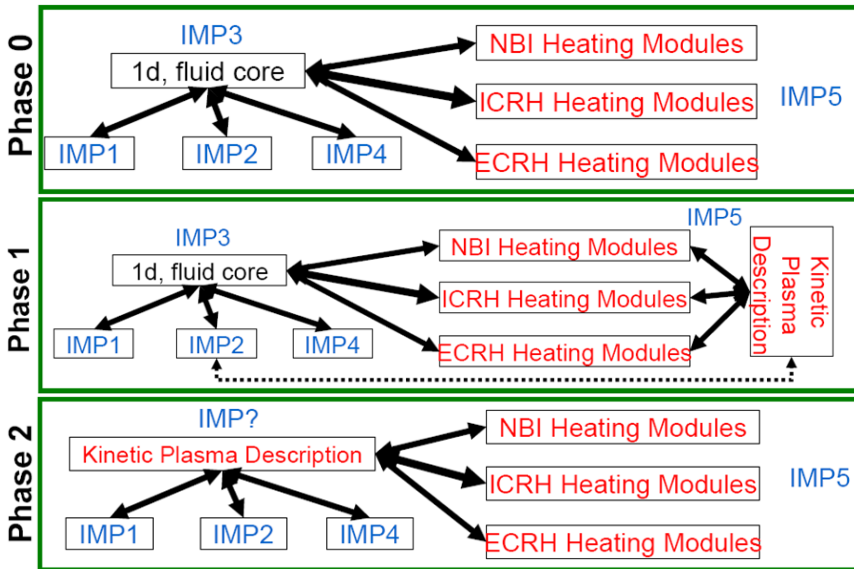 Phase 0
IMP3
1d, fluid core
IMP1
IMP2
IMP4
NBI Heating Modules
ICRH Heating Modules
ECRH Heating Modules
IMP5
Phase 1
IMP3
1d, fluid core
IMP1
IMP2
IMP4
NBI Heating Modules
ICRH Heating Modules
ECRH Heating Modules
IMP5
Kinetic
Plasma
Description
Phase 2
IMP?
Kinetic Plasma Description
IMP1
IMP2
IMP4
NBI Heating Modules
ICRH Heating Modules
ECRH Heating Modules
IMP5